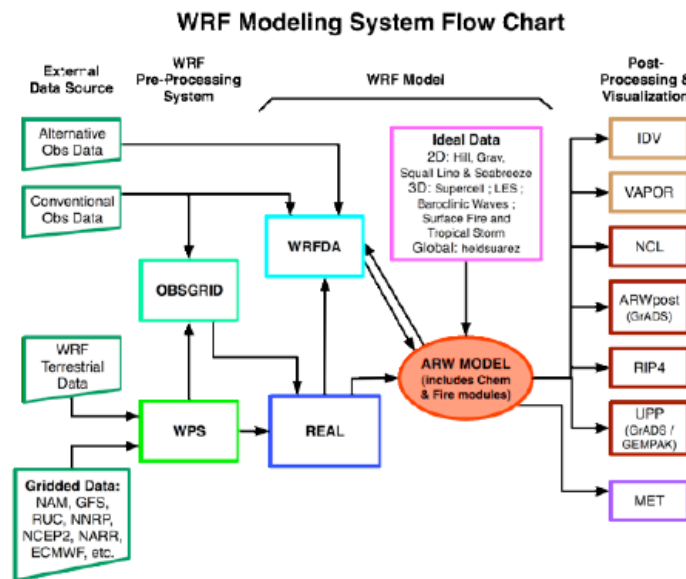 WRF Modeling System Flow Chart
External
Data Source
WRF
Pre-Processing
System
WRF Model
Post-
Processing &
Visualization
Alternative
Obs Data
Conventional
Obs Data
WRF
Terrestrial
Data
Gridded Data:
NAM, GFS,
RUC, NNRP,
NCEP2, NARR,
ECMWF, etc.
OBSGRID
WPS
WRFDA
REAL
Ideal Data
2D: Hill, Grav,
Squall Line & Seabreeze
3D: Supercell ; LES ;
Baroclinic Waves ;
Surface Fire and
Tropical Storm
Global: heldsuarez
ARW MODEL
(includes Chem
& Fire modules)
IDV
VAPOR
NCL
ARWpost
(GrADS)
RIP4
UPP
(GrADS /
GEMPAK)
MET